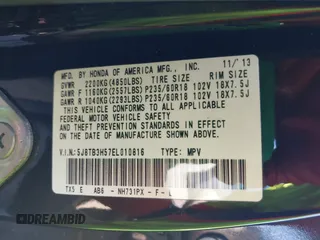 MFD. BY HONDA OF AMERICA MFG., INC. 11/'13
GVWR 2200KG (4850LBS) TIRE SIZE RIM SIZE
GAWR F 1160KG (2557LBS) P235/60R18 102V 18X7.5J
GAWR R 1040KG (2293LBS) P235/60R18 102V 18X7.5J
THIS VEHICLE CONFORMS TO ALL APPLICABLE
FEDERAL MOTOR VEHICLE SAFETY AND
THEFT PREVENTION STANDARDS IN EFFECT ON
THE DATE OF MANUFACTURE SHOWN ABOVE.
V.I.N.: 5J8TB3H57EL010816 TYPE: MPV
TX5 E AB6 - NH731PX - F -
DREAMBID